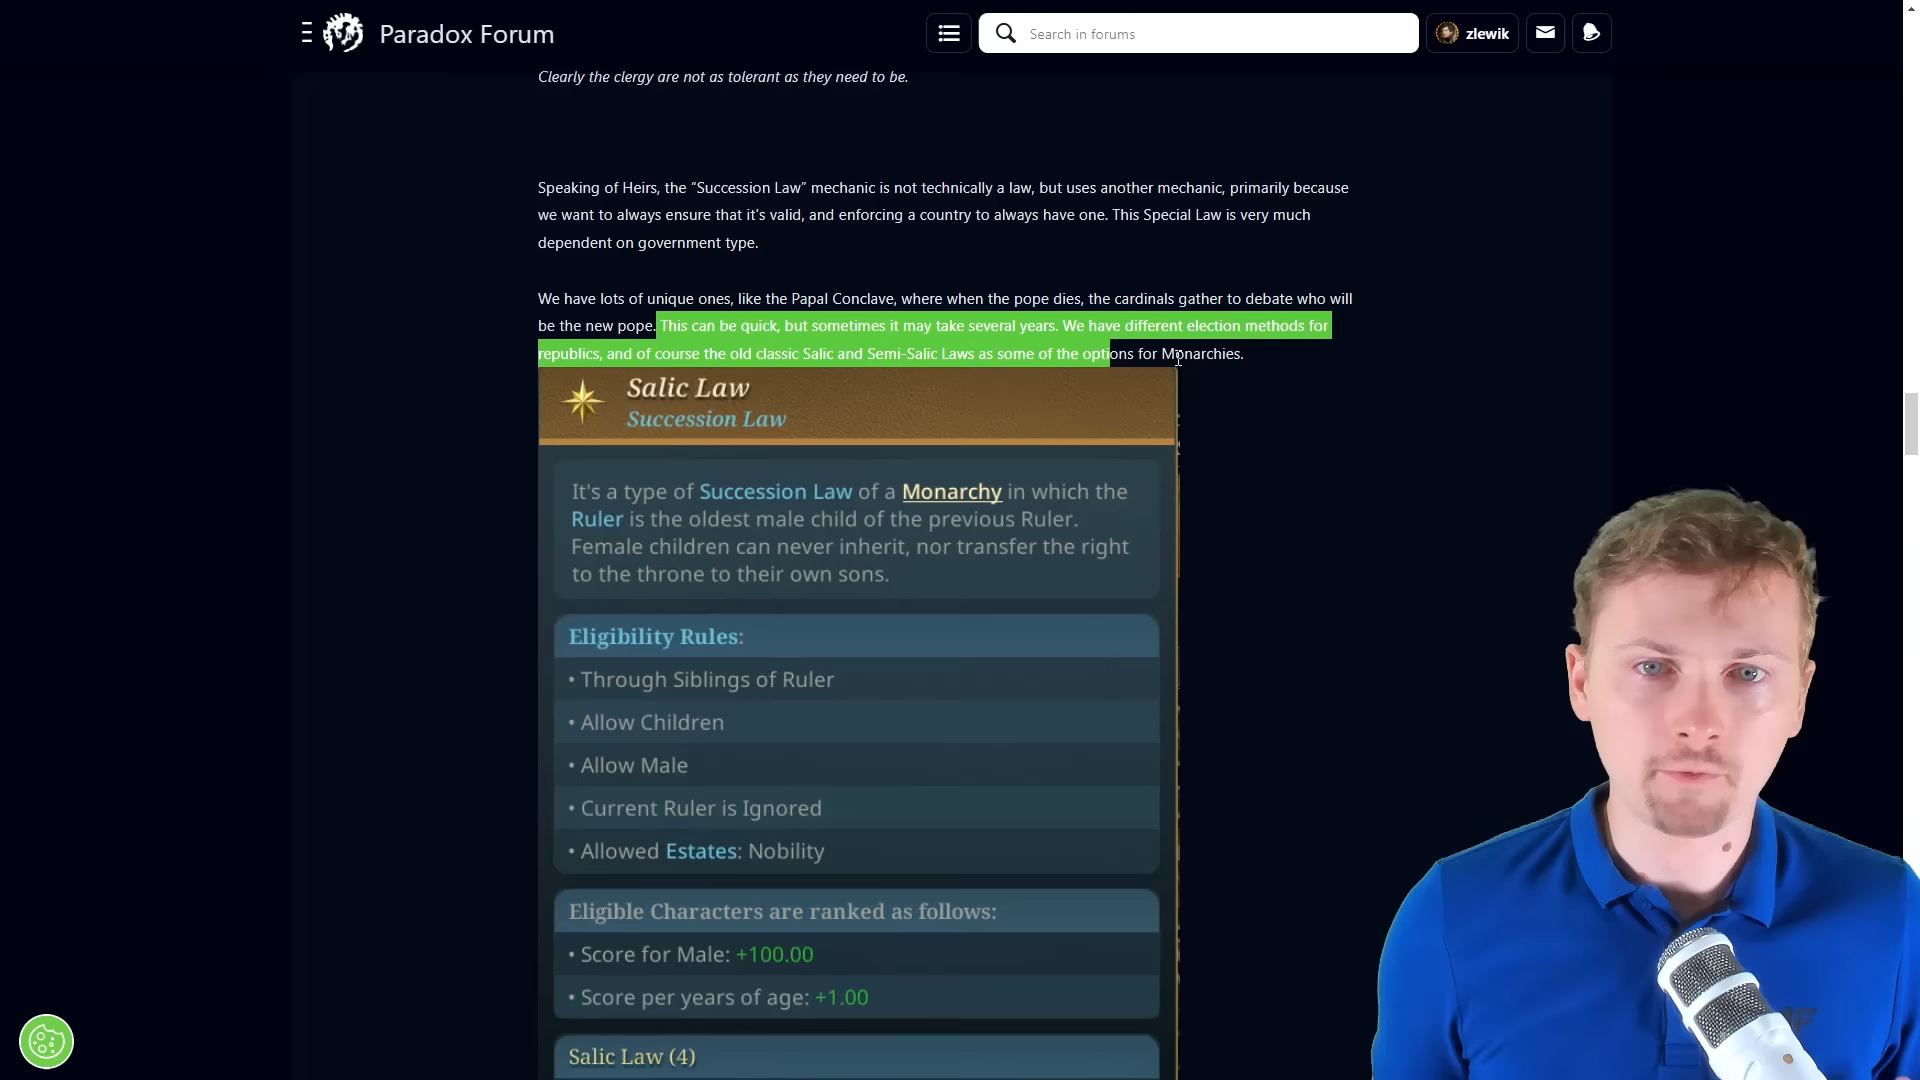 Paradox Forum
Search in forums
zlewik
Clearly the clergy are not as tolerant as they need to be.
Speaking of Heirs, the “Succession Law” mechanic is not technically a law, but uses another mechanic, primarily because
we want to always ensure that it's valid, and enforcing a country to always have one. This Special Law is very much
dependent on government type.
We have lots of unique ones, like the Papal Conclave, where when the pope dies, the cardinals gather to debate who will
be the new pope. This can be quick, but sometimes it may take several years. We have different election methods for
republics, and of course the old classic Salic and Semi-Salic Laws as some of the options for Monarchies.
Salic Law
Succession Law
It's a type of Succession Law of a Monarchy in which the
Ruler is the oldest male child of the previous Ruler.
Female children can never inherit, nor transfer the right
to the throne to their own sons.
Eligibility Rules:
• Through Siblings of Ruler
• Allow Children
• Allow Male
• Current Ruler is Ignored
• Allowed Estates: Nobility
Eligible Characters are ranked as follows:
• Score for Male: +100.00
• Score per years of age: +1.00
Salic Law (4)